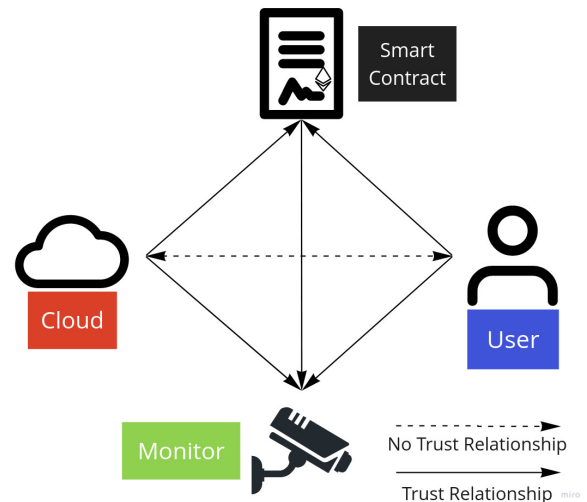 Smart
Contract
Cloud
User
Monitor
No Trust Relationship
Trust Relationship
miro